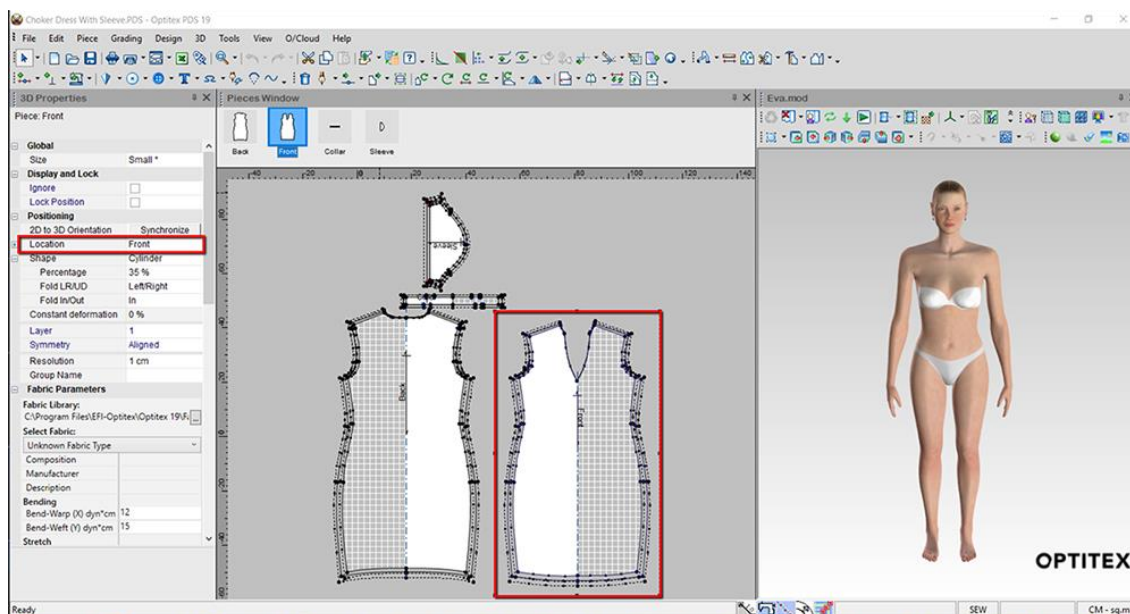 Choker Dress With Sleeve.PDS - Optitex PDS 19
File Edit Piece Grading Design 3D Tools View O/Cloud Help
3D Properties
Piece: Front
Global
Size Small *
Display and Lock
Ignore
Lock Position
Positioning
2D to 3D Orientation Synchronize
Location Front
Shape Cylinder
Percentage 35 %
Fold LR/UD Left/Right
Fold In/Out In
Constant deformation 0 %
Layer 1
Symmetry Aligned
Resolution 1 cm
Group Name
Fabric Parameters
Fabric Library:
C:\Program Files\EFI-Optitex\Optitex 19\F
Select Fabric:
Unknown Fabric Type
Composition
Manufacturer
Description
Bending
Bend-Warp (X) dyn*cm 12
Bend-Weft (Y) dyn*cm 15
Stretch
Ready
Pieces Window
Back Front Collar Sleeve
Sleeve
Back
Front
Eva.mod
OPTITEX
SEW CM - sq.m